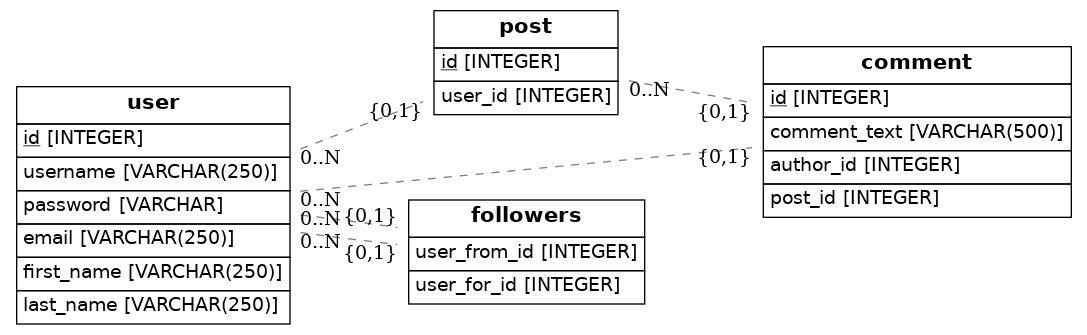 post
id [INTEGER]
user_id [INTEGER]
comment
id [INTEGER]
comment_text [VARCHAR(500)]
author_id [INTEGER]
post_id [INTEGER]
user
id [INTEGER]
username [VARCHAR(250)]
password [VARCHAR]
email [VARCHAR(250)]
first_name [VARCHAR(250)]
last_name [VARCHAR(250)]
followers
user_from_id [INTEGER]
user_for_id [INTEGER]
{0,1}
0..N
0..N
{0,1}
{0,1}
0..N
0..N
{0,1}
0..N
{0,1}